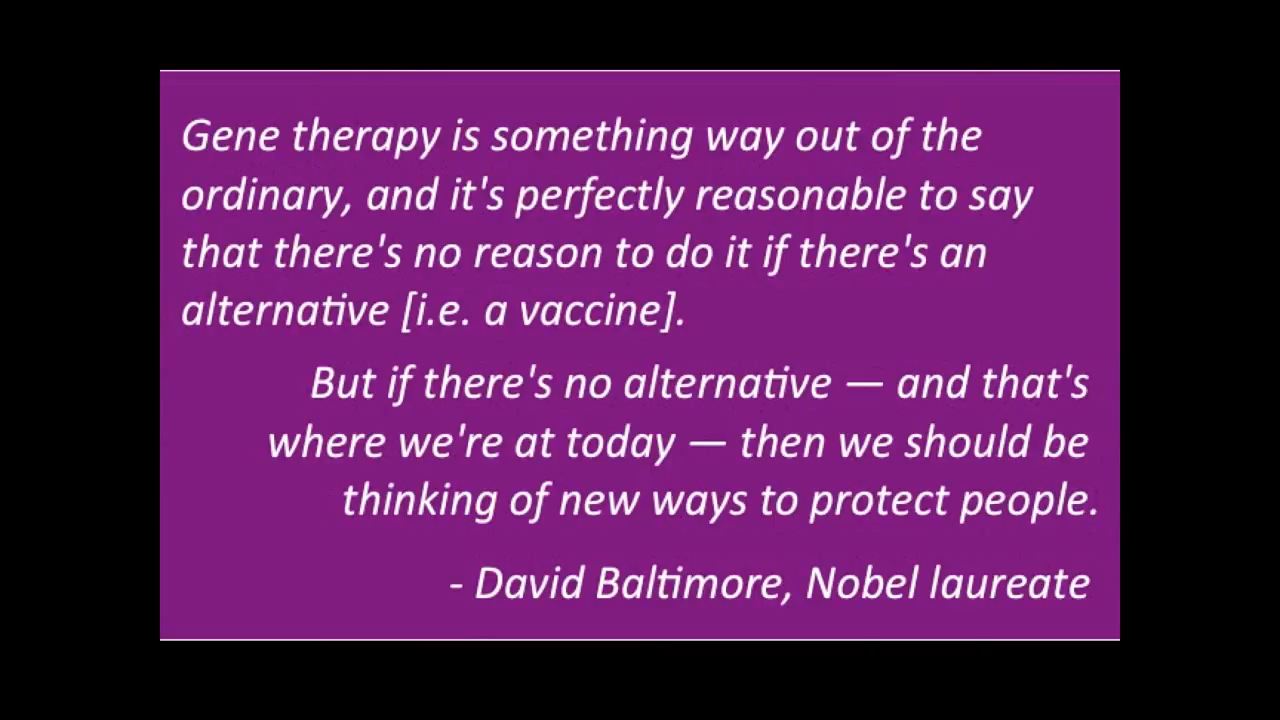 Gene therapy is something way out of the
ordinary, and it's perfectly reasonable to say
that there's no reason to do it if there's an
alternative [i.e. a vaccine].
But if there's no alternative — and that's
where we're at today — then we should be
thinking of new ways to protect people.
- David Baltimore, Nobel laureate